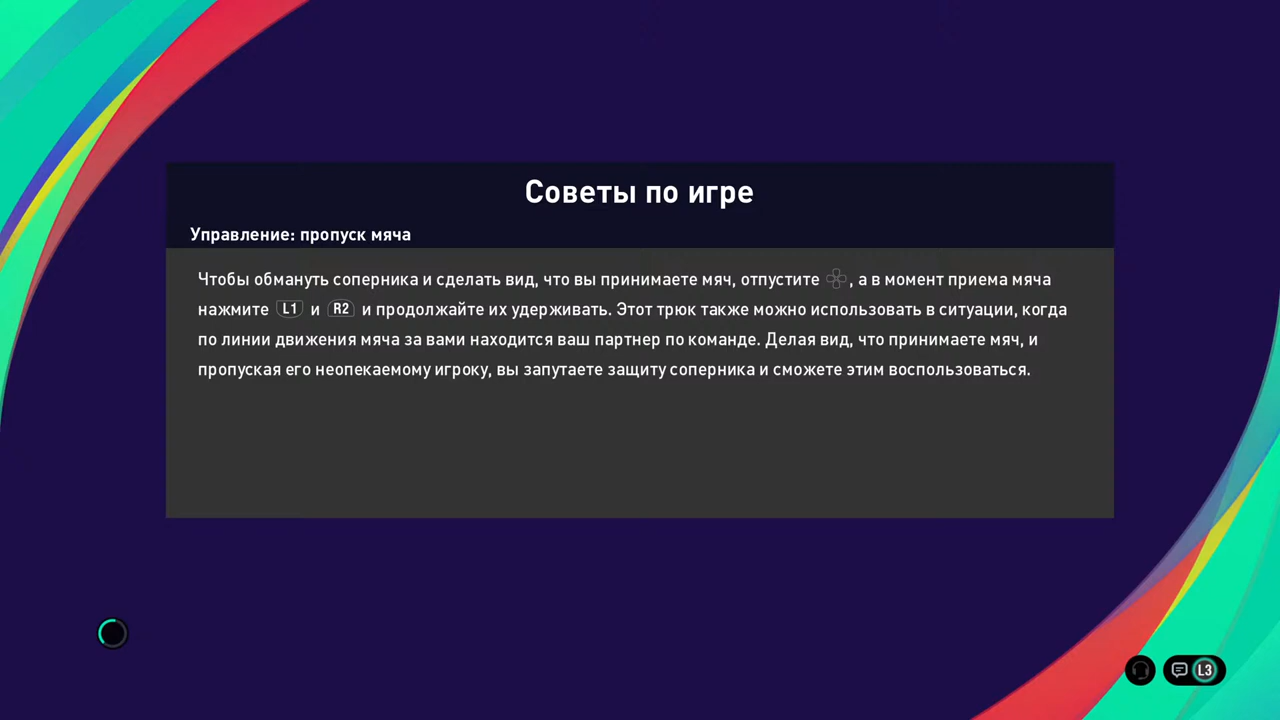 Советы по игре
Управление: пропуск мяча
Чтобы обмануть соперника и сделать вид, что вы принимаете мяч, отпустите , а в момент приема мяча
нажмите L1 и R2 и продолжайте их удерживать. Этот трюк также можно использовать в ситуации, когда
по линии движения мяча за вами находится ваш партнер по команде. Делая вид, что принимаете мяч, и
пропуская его неопекаемому игроку, вы запутаете защиту соперника и сможете этим воспользоваться.
L3